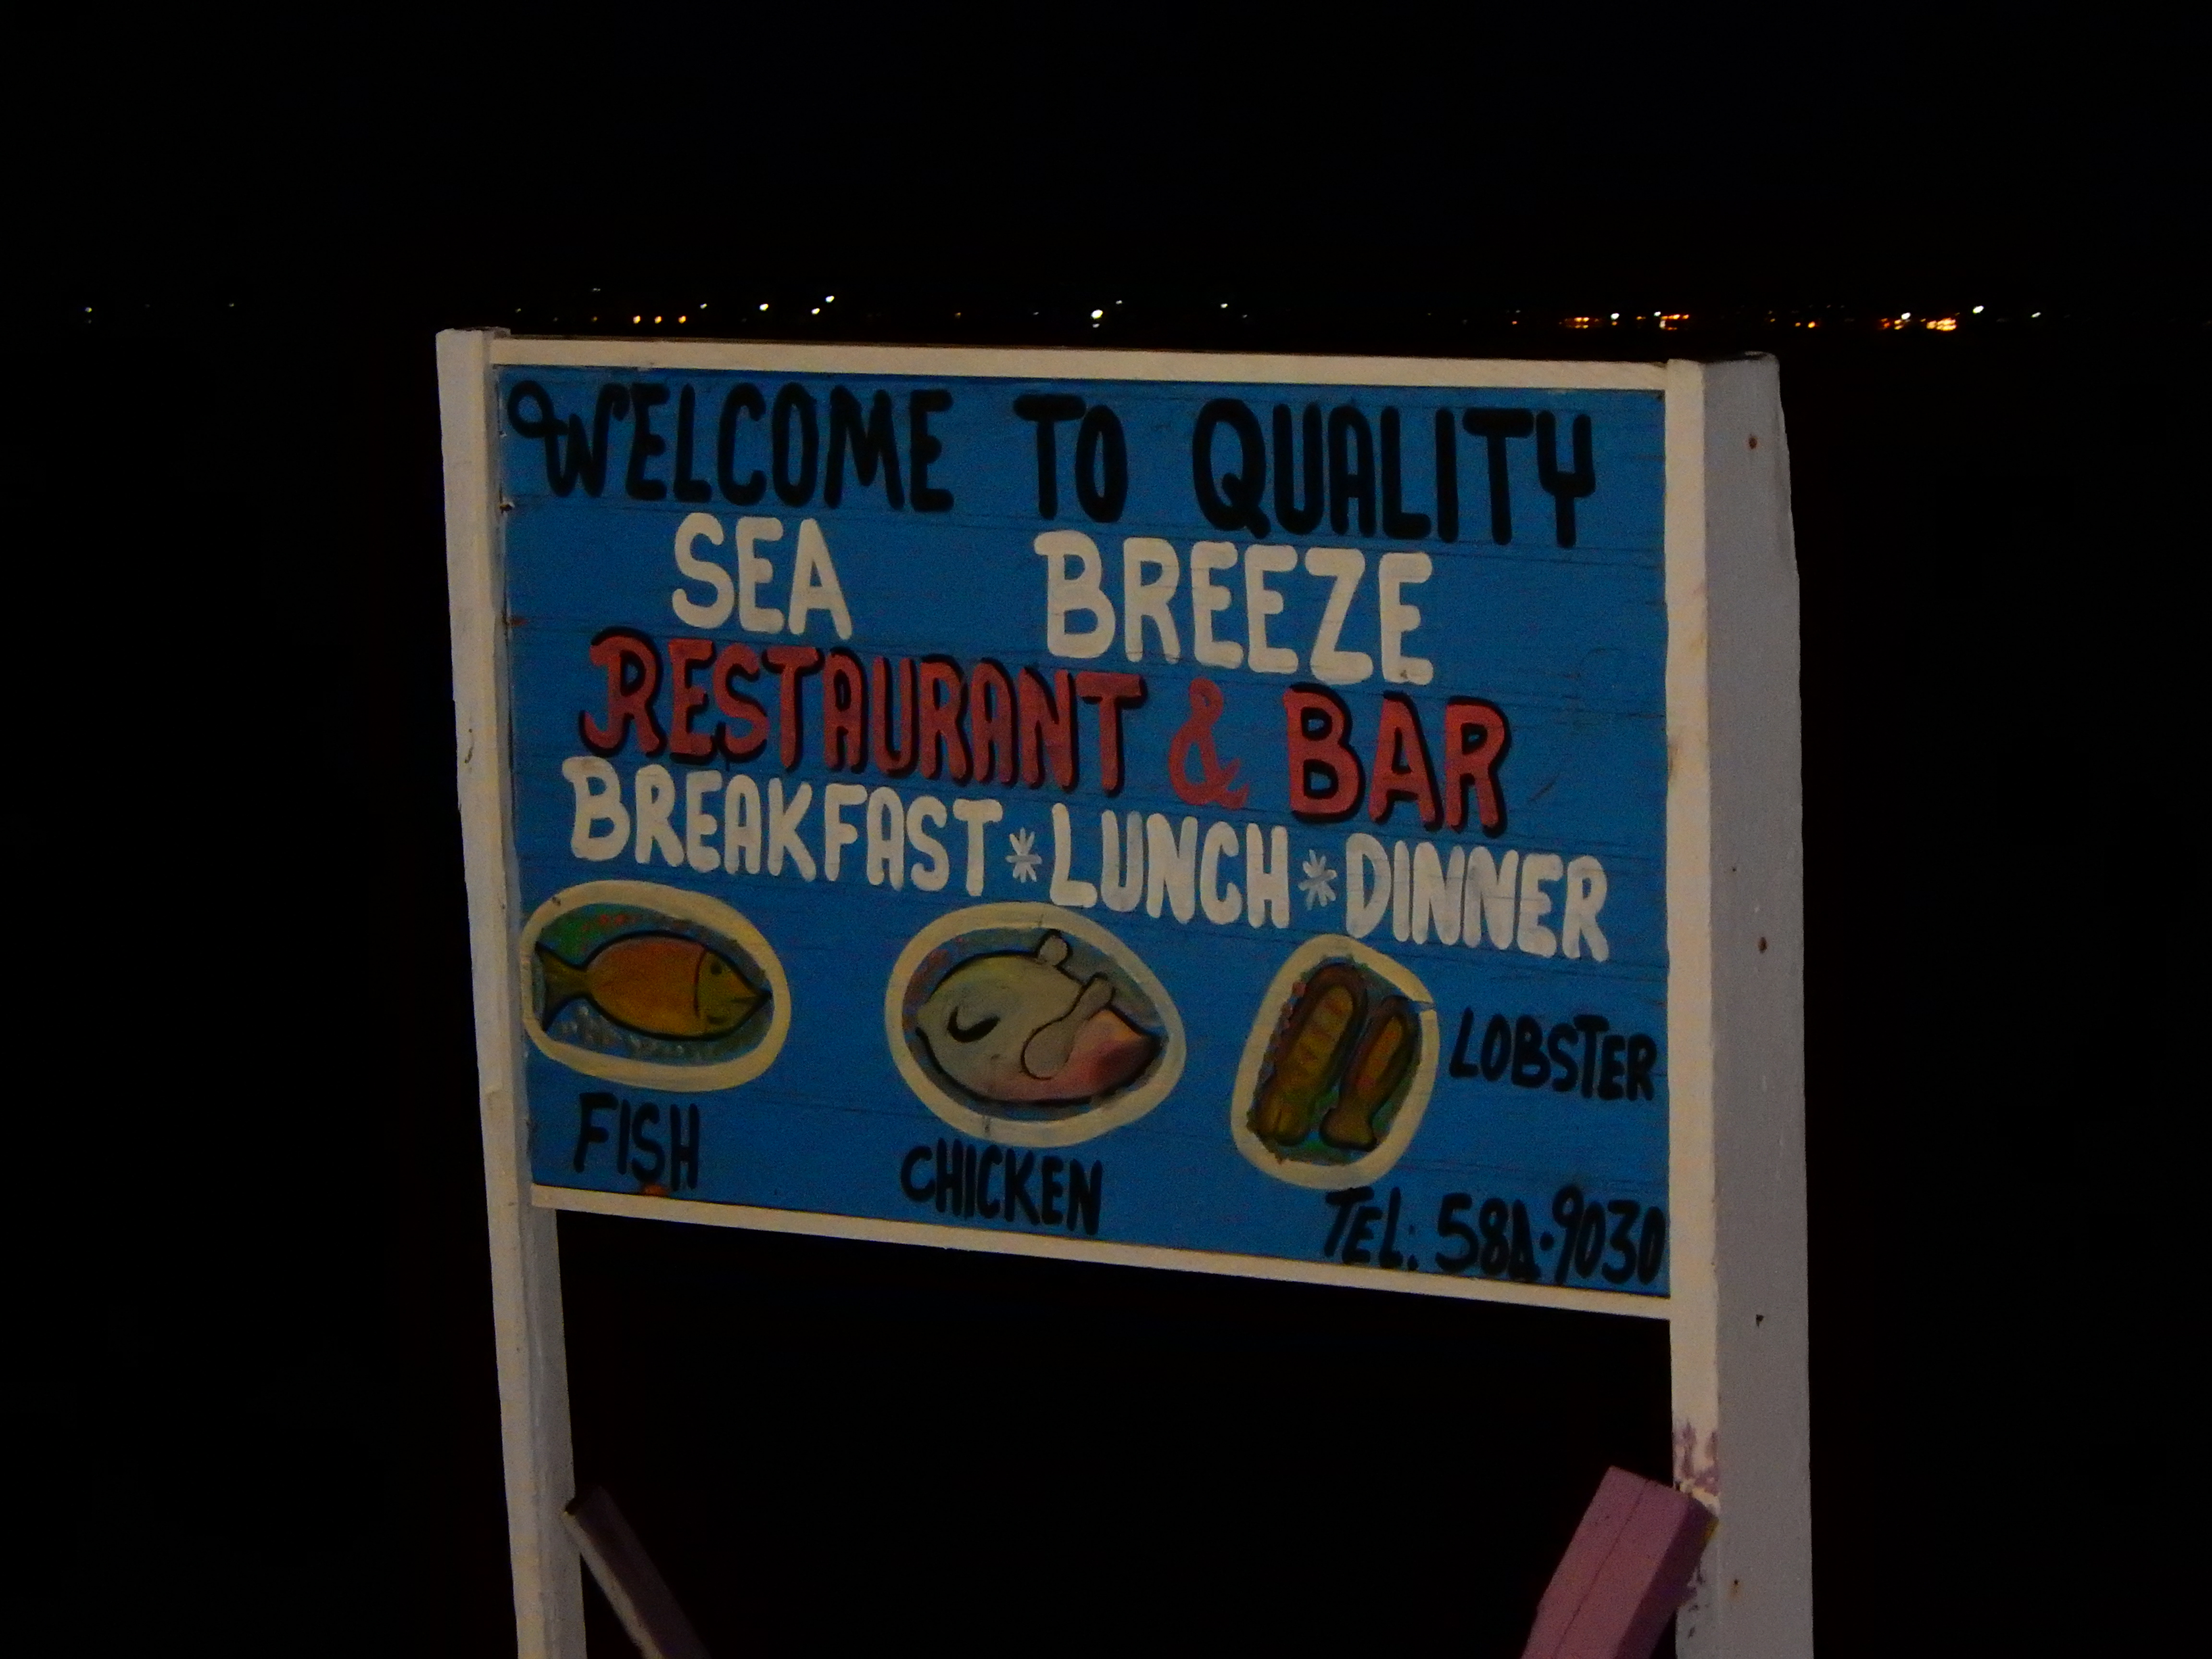 WELCOME TO QUALITY
SEA BREEZE
RESTAURANT & BAR
BREAKFAST * LUNCH * DINNER
LOBSTER
FISH
CHICKEN
TEL: 584·9030